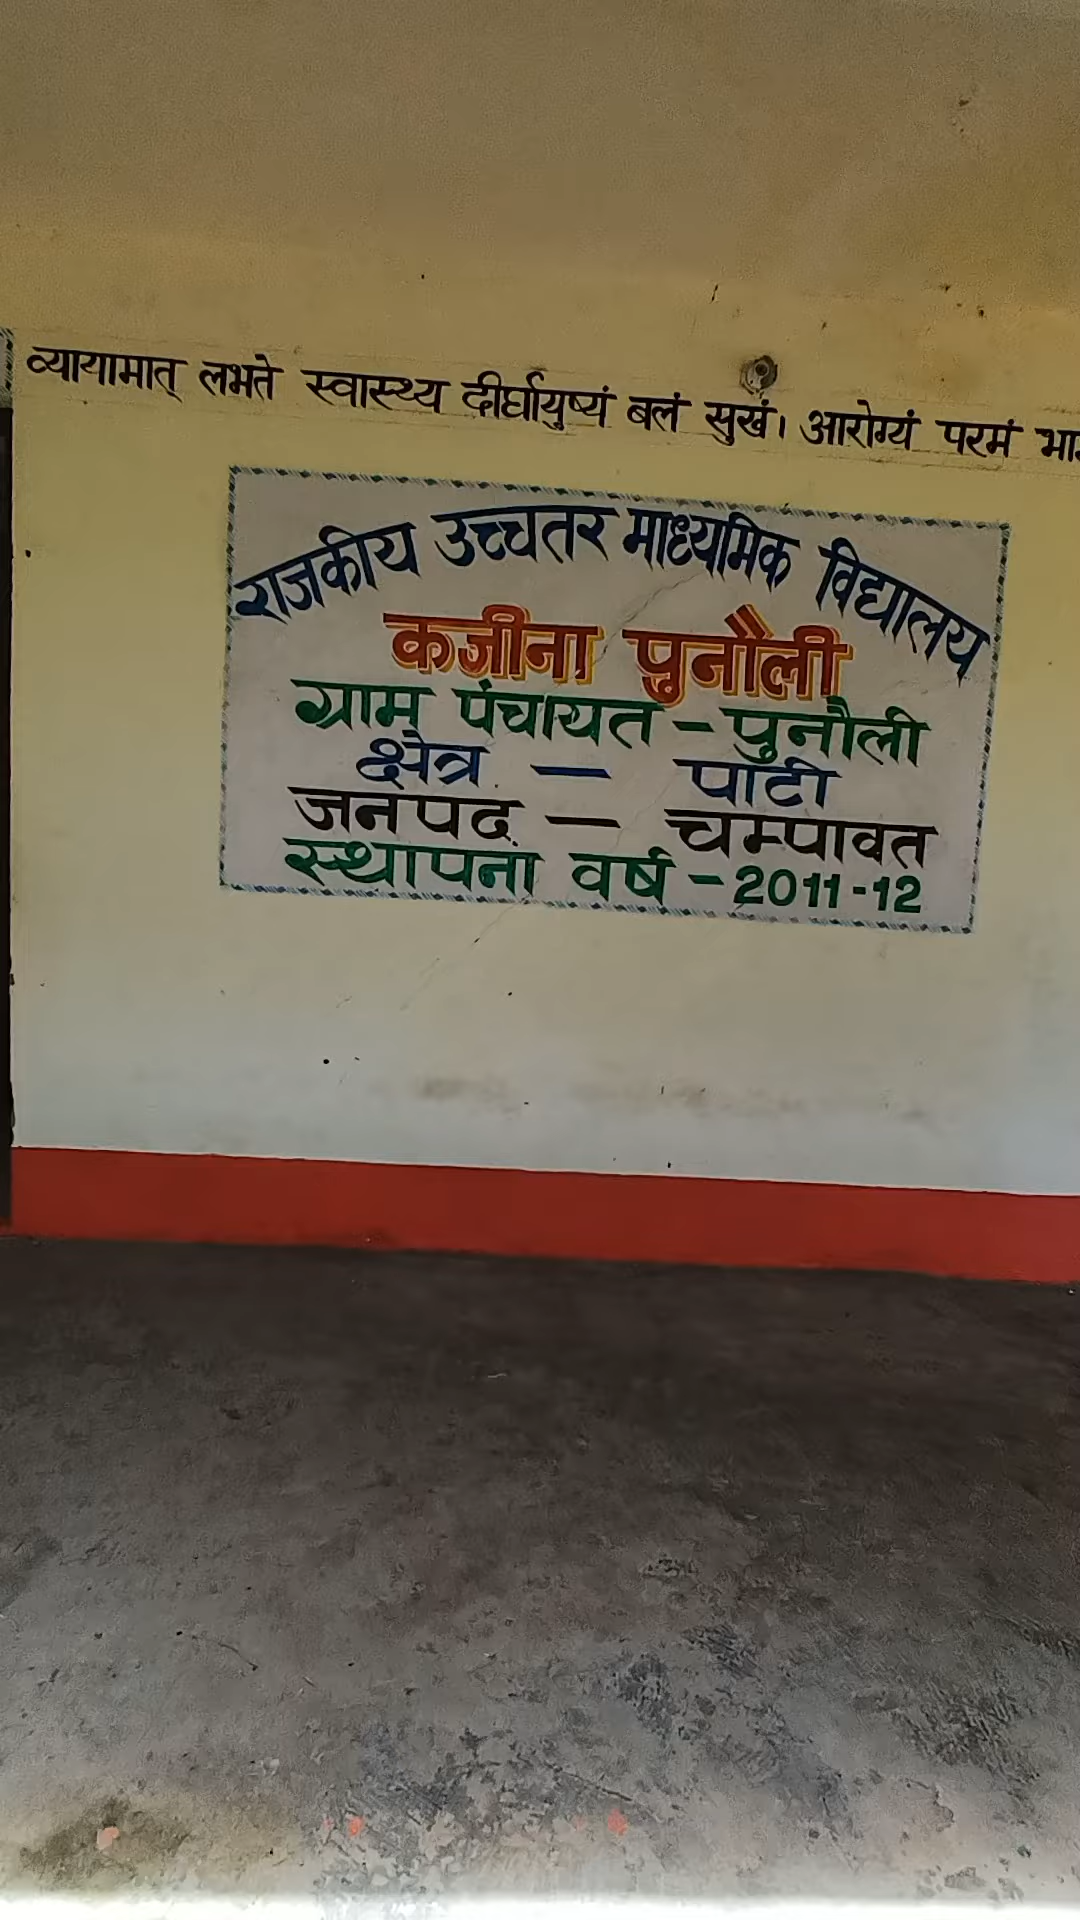 व्यायामात् लभते स्वास्थ्य दीर्घायुष्यं बलं सुखं। आरोग्यं परमं
राजकीय उच्चतर माध्यमिक विद्यालय
कजीना पुनौली
ग्राम पंचायत - पुनौली
क्षेत्र - पाटी
जनपद - चम्पावत
स्थापना वर्ष - 2011-12